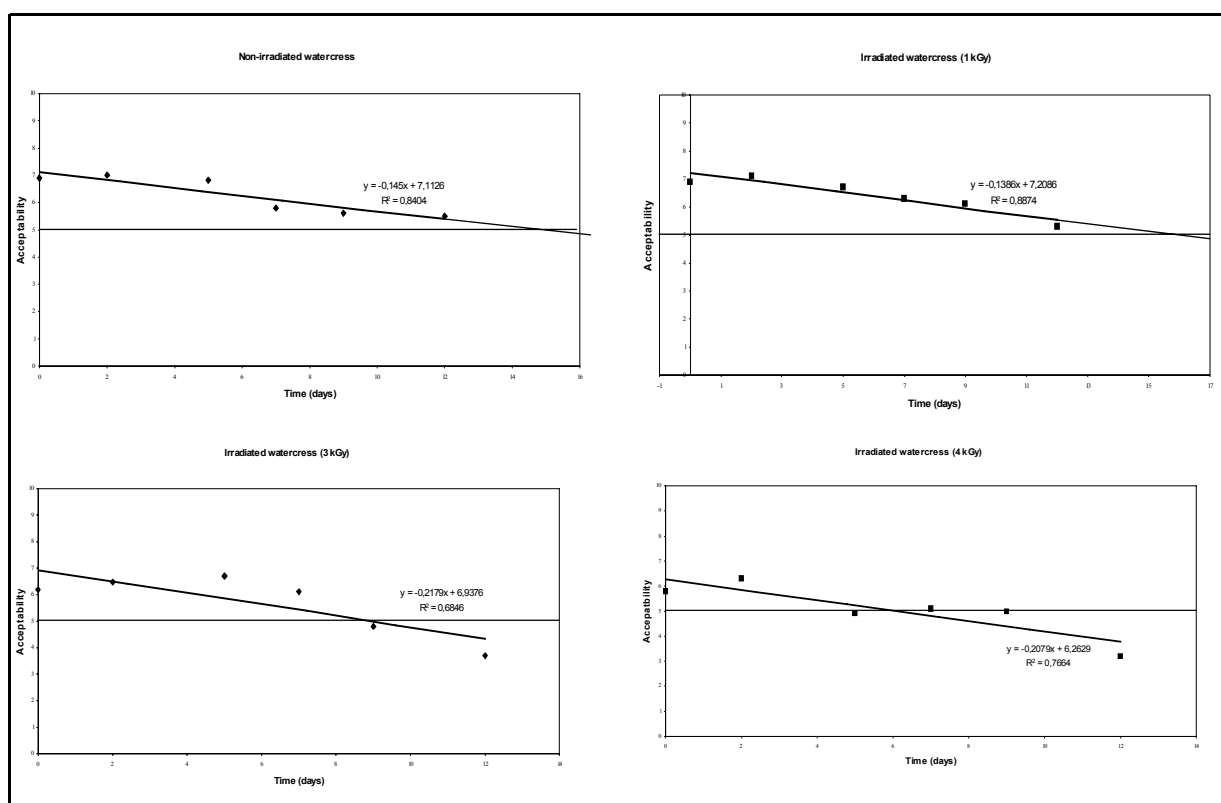 Non-irradiated watercress
10
9
8
7
6
5
4
3
2
1
0
Acceptability
y = -0,145x + 7,1126
R² = 0,8404
0 2 4 6 8 10 12 14 16
Time (days)
Irradiated watercress (1 kGy)
10
9
8
7
6
5
4
3
2
1
0
Acceptability
y = -0,1386x + 7,2086
R² = 0,8874
-1 1 3 5 7 9 11 13 15 17
Time (days)
Irradiated watercress (3 kGy)
10
9
8
7
6
5
4
3
2
1
0
Acceptability
y = -0,2179x + 6,9376
R² = 0,6846
0 2 4 6 8 10 12 14
Time (days)
Irradiated watercress (4 kGy)
10
9
8
7
6
5
4
3
2
1
0
Acceptatbility
y = -0,2079x + 6,2629
R² = 0,7664
0 2 4 6 8 10 12 14
Time (days)